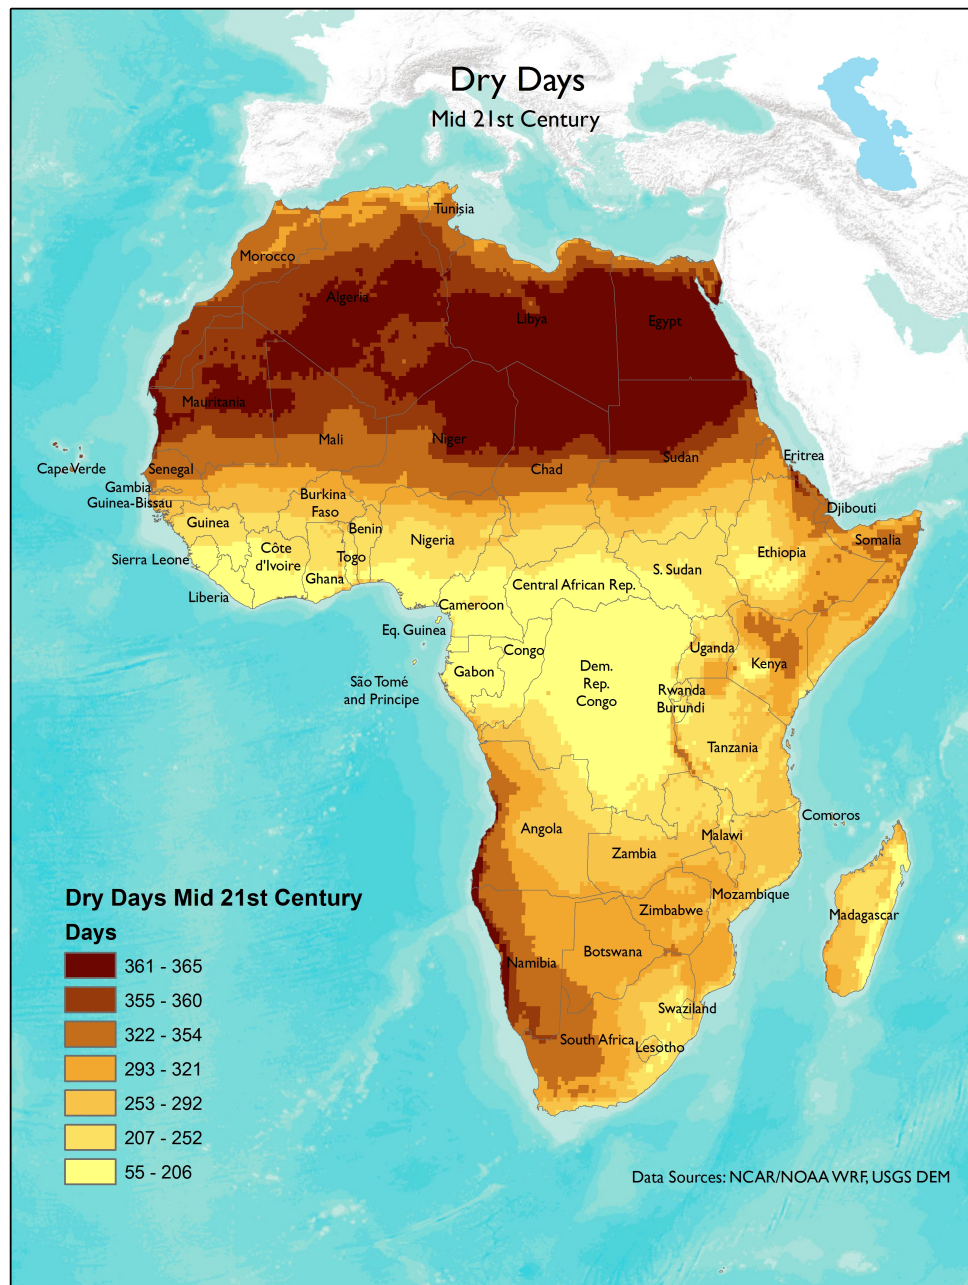 Dry Days
Mid 21st Century
Tunisia
Morocco
Algeria
Libya
Egypt
Mauritania
Mali
Niger
Chad
Sudan
Eritrea
Cape Verde
Senegal
Gambia
Guinea-Bissau
Burkina
Faso
Djibouti
Guinea
Benin
Nigeria
Somalia
Sierra Leone
Côte
d'Ivoire
Togo
Ghana
Ethiopia
S. Sudan
Central African Rep.
Liberia
Cameroon
Eq. Guinea
Congo
Uganda
Kenya
Gabon
Dem.
Rep.
Congo
São Tomé
and Principe
Rwanda
Burundi
Tanzania
Comoros
Angola
Malawi
Zambia
Mozambique
Zimbabwe
Madagascar
Botswana
Namibia
Swaziland
South Africa
Lesotho
Dry Days Mid 21st Century
Days
361 - 365
355 - 360
322 - 354
293 - 321
253 - 292
207 - 252
55 - 206
Data Sources: NCAR/NOAA WRF, USGS DEM